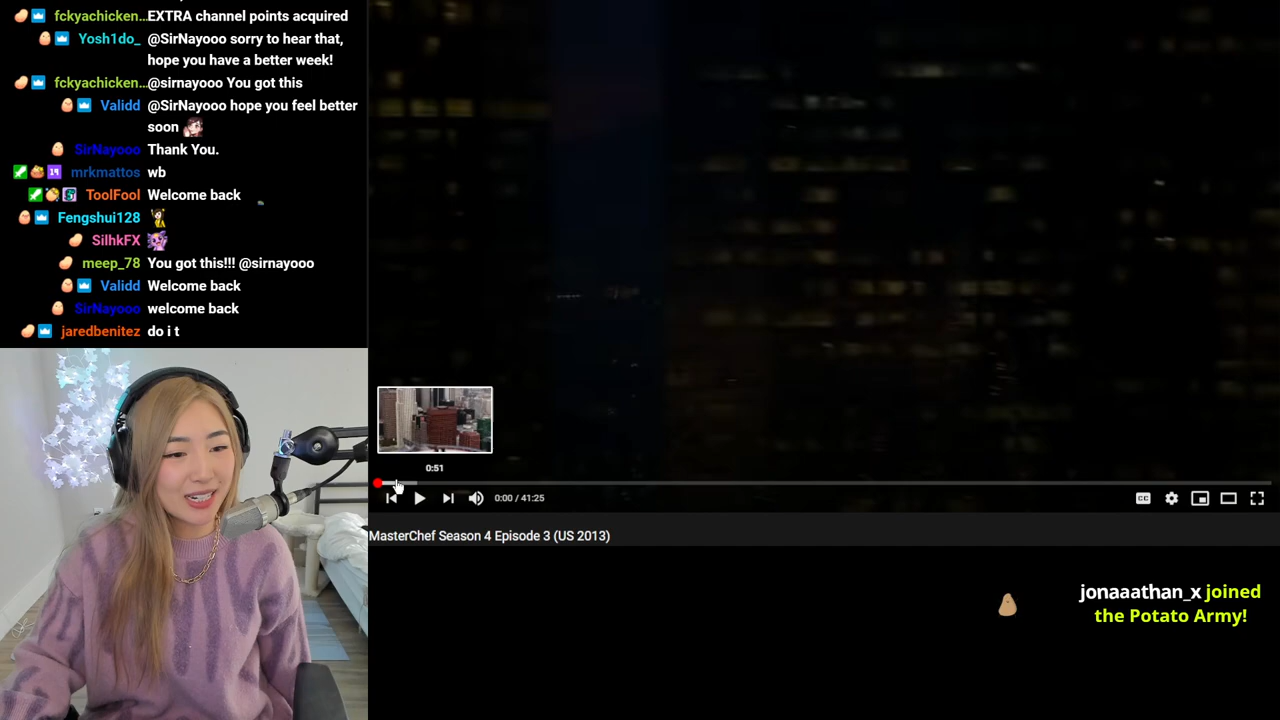 fckyachicken… EXTRA channel points acquired
Yosh1do_ @SirNayooo sorry to hear that,
hope you have a better week!
fckyachicken… @sirnayooo You got this
Validd @SirNayooo hope you feel better
soon
SirNayooo Thank You.
mrkmattos wb
ToolFool Welcome back
Fengshui128
SilhkFX
meep_78 You got this!!! @sirnayooo
Validd Welcome back
SirNayooo welcome back
jaredbenitez do i t
0:51
0:00 / 41:25
CC
MasterChef Season 4 Episode 3 (US 2013)
jonaaathan_x joined
the Potato Army!